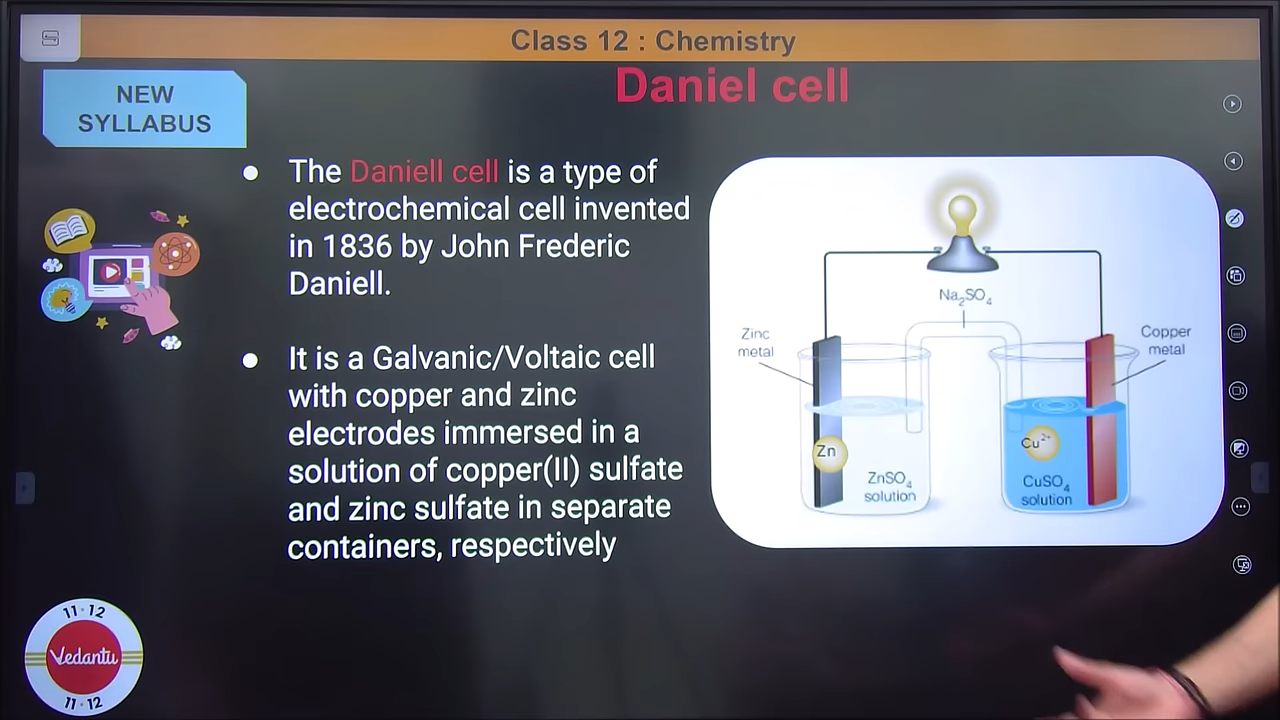 Class 12 : Chemistry
Daniel cell
NEW
SYLLABUS
The Daniell cell is a type of
electrochemical cell invented
in 1836 by John Frederic
Daniell.
It is a Galvanic/Voltaic cell
with copper and zinc
electrodes immersed in a
solution of copper(II) sulfate
and zinc sulfate in separate
containers, respectively
Na₂SO₄
Zinc
metal
Copper
metal
Zn
Cu²⁺
ZnSO₄
solution
CuSO₄
solution
11·12
Vedantu
11·12